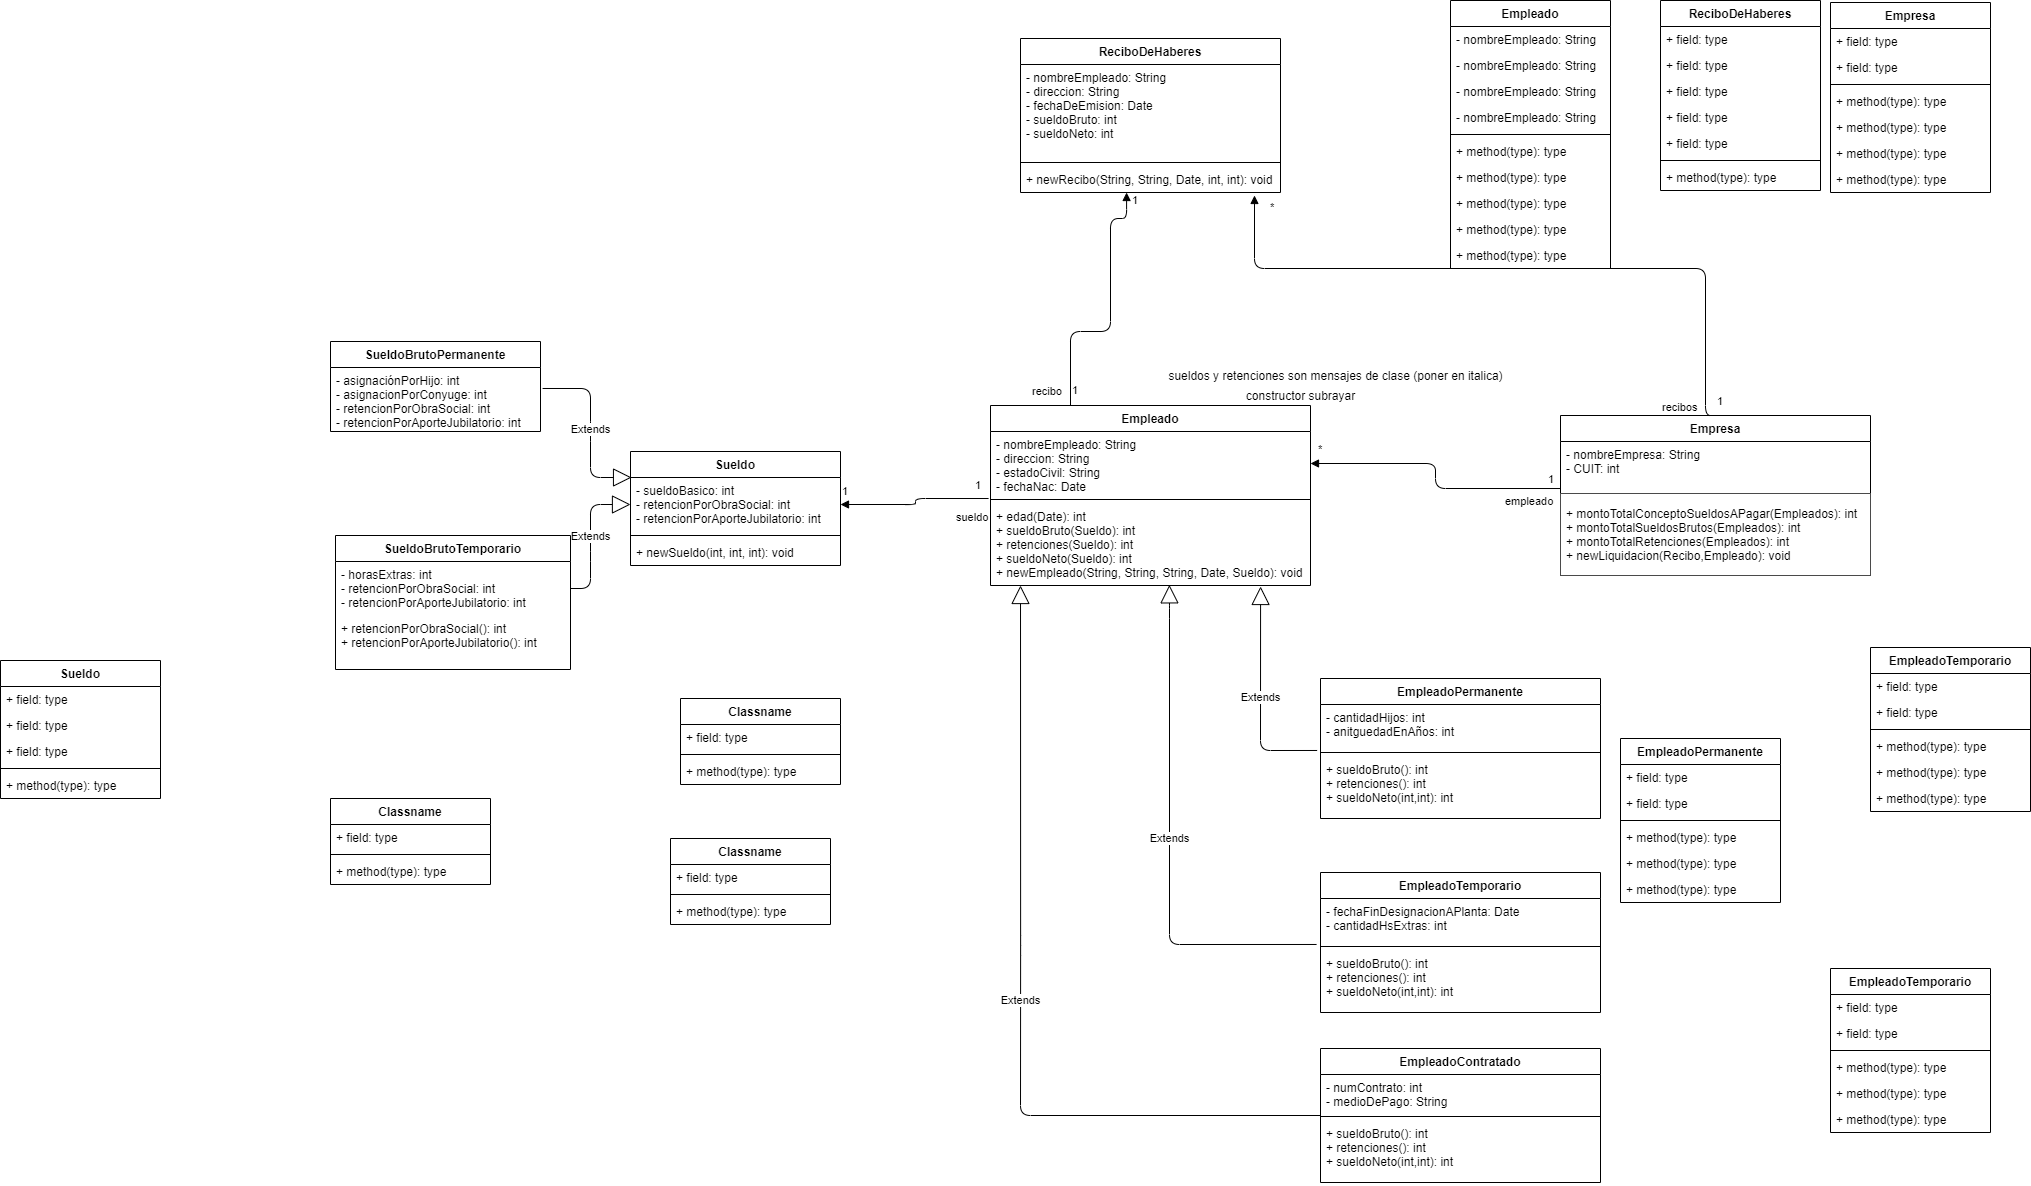 ReciboDeHaberes
- nombreEmpleado: String
- direccion: String
- fechaDeEmision: Date
- sueldoBruto: int
- sueldoNeto: int
+ newRecibo(String, String, Date, int, int): void
1
*
Empleado
- nombreEmpleado: String
- nombreEmpleado: String
- nombreEmpleado: String
- nombreEmpleado: String
+ method(type): type
+ method(type): type
+ method(type): type
+ method(type): type
+ method(type): type
ReciboDeHaberes
+ field: type
+ field: type
+ field: type
+ field: type
+ field: type
+ method(type): type
Empresa
+ field: type
+ field: type
+ method(type): type
+ method(type): type
+ method(type): type
+ method(type): type
SueldoBrutoPermanente
- asignaciónPorHijo: int
- asignacionPorConyuge: int
- retencionPorObraSocial: int
- retencionPorAporteJubilatorio: int
Extends
Sueldo
- sueldoBasico: int
- retencionPorObraSocial: int
- retencionPorAporteJubilatorio: int
+ newSueldo(int, int, int): void
Extends
SueldoBrutoTemporario
- horasExtras: int
- retencionPorObraSocial: int
- retencionPorAporteJubilatorio: int
+ retencionPorObraSocial(): int
+ retencionPorAporteJubilatorio(): int
1
1
sueldo
recibo
1
sueldos y retenciones son mensajes de clase (poner en italica)
constructor subrayar
Empleado
- nombreEmpleado: String
- direccion: String
- estadoCivil: String
- fechaNac: Date
+ edad(Date): int
+ sueldoBruto(Sueldo): int
+ retenciones(Sueldo): int
+ sueldoNeto(Sueldo): int
+ newEmpleado(String, String, String, Date, Sueldo): void
*
1
empleado
recibos
1
Empresa
- nombreEmpresa: String
- CUIT: int
+ montoTotalConceptoSueldosAPagar(Empleados): int
+ montoTotalSueldosBrutos(Empleados): int
+ montoTotalRetenciones(Empleados): int
+ newLiquidacion(Recibo,Empleado): void
Sueldo
+ field: type
+ field: type
+ field: type
+ method(type): type
Classname
+ field: type
+ method(type): type
Classname
+ field: type
+ method(type): type
Classname
+ field: type
+ method(type): type
Extends
Extends
Extends
EmpleadoPermanente
- cantidadHijos: int
- anitguedadEnAños: int
+ sueldoBruto(): int
+ retenciones(): int
+ sueldoNeto(int,int): int
EmpleadoPermanente
+ field: type
+ field: type
+ method(type): type
+ method(type): type
+ method(type): type
EmpleadoTemporario
+ field: type
+ field: type
+ method(type): type
+ method(type): type
+ method(type): type
EmpleadoTemporario
- fechaFinDesignacionAPlanta: Date
- cantidadHsExtras: int
+ sueldoBruto(): int
+ retenciones(): int
+ sueldoNeto(int,int): int
EmpleadoTemporario
+ field: type
+ field: type
+ method(type): type
+ method(type): type
+ method(type): type
EmpleadoContratado
- numContrato: int
- medioDePago: String
+ sueldoBruto(): int
+ retenciones(): int
+ sueldoNeto(int,int): int